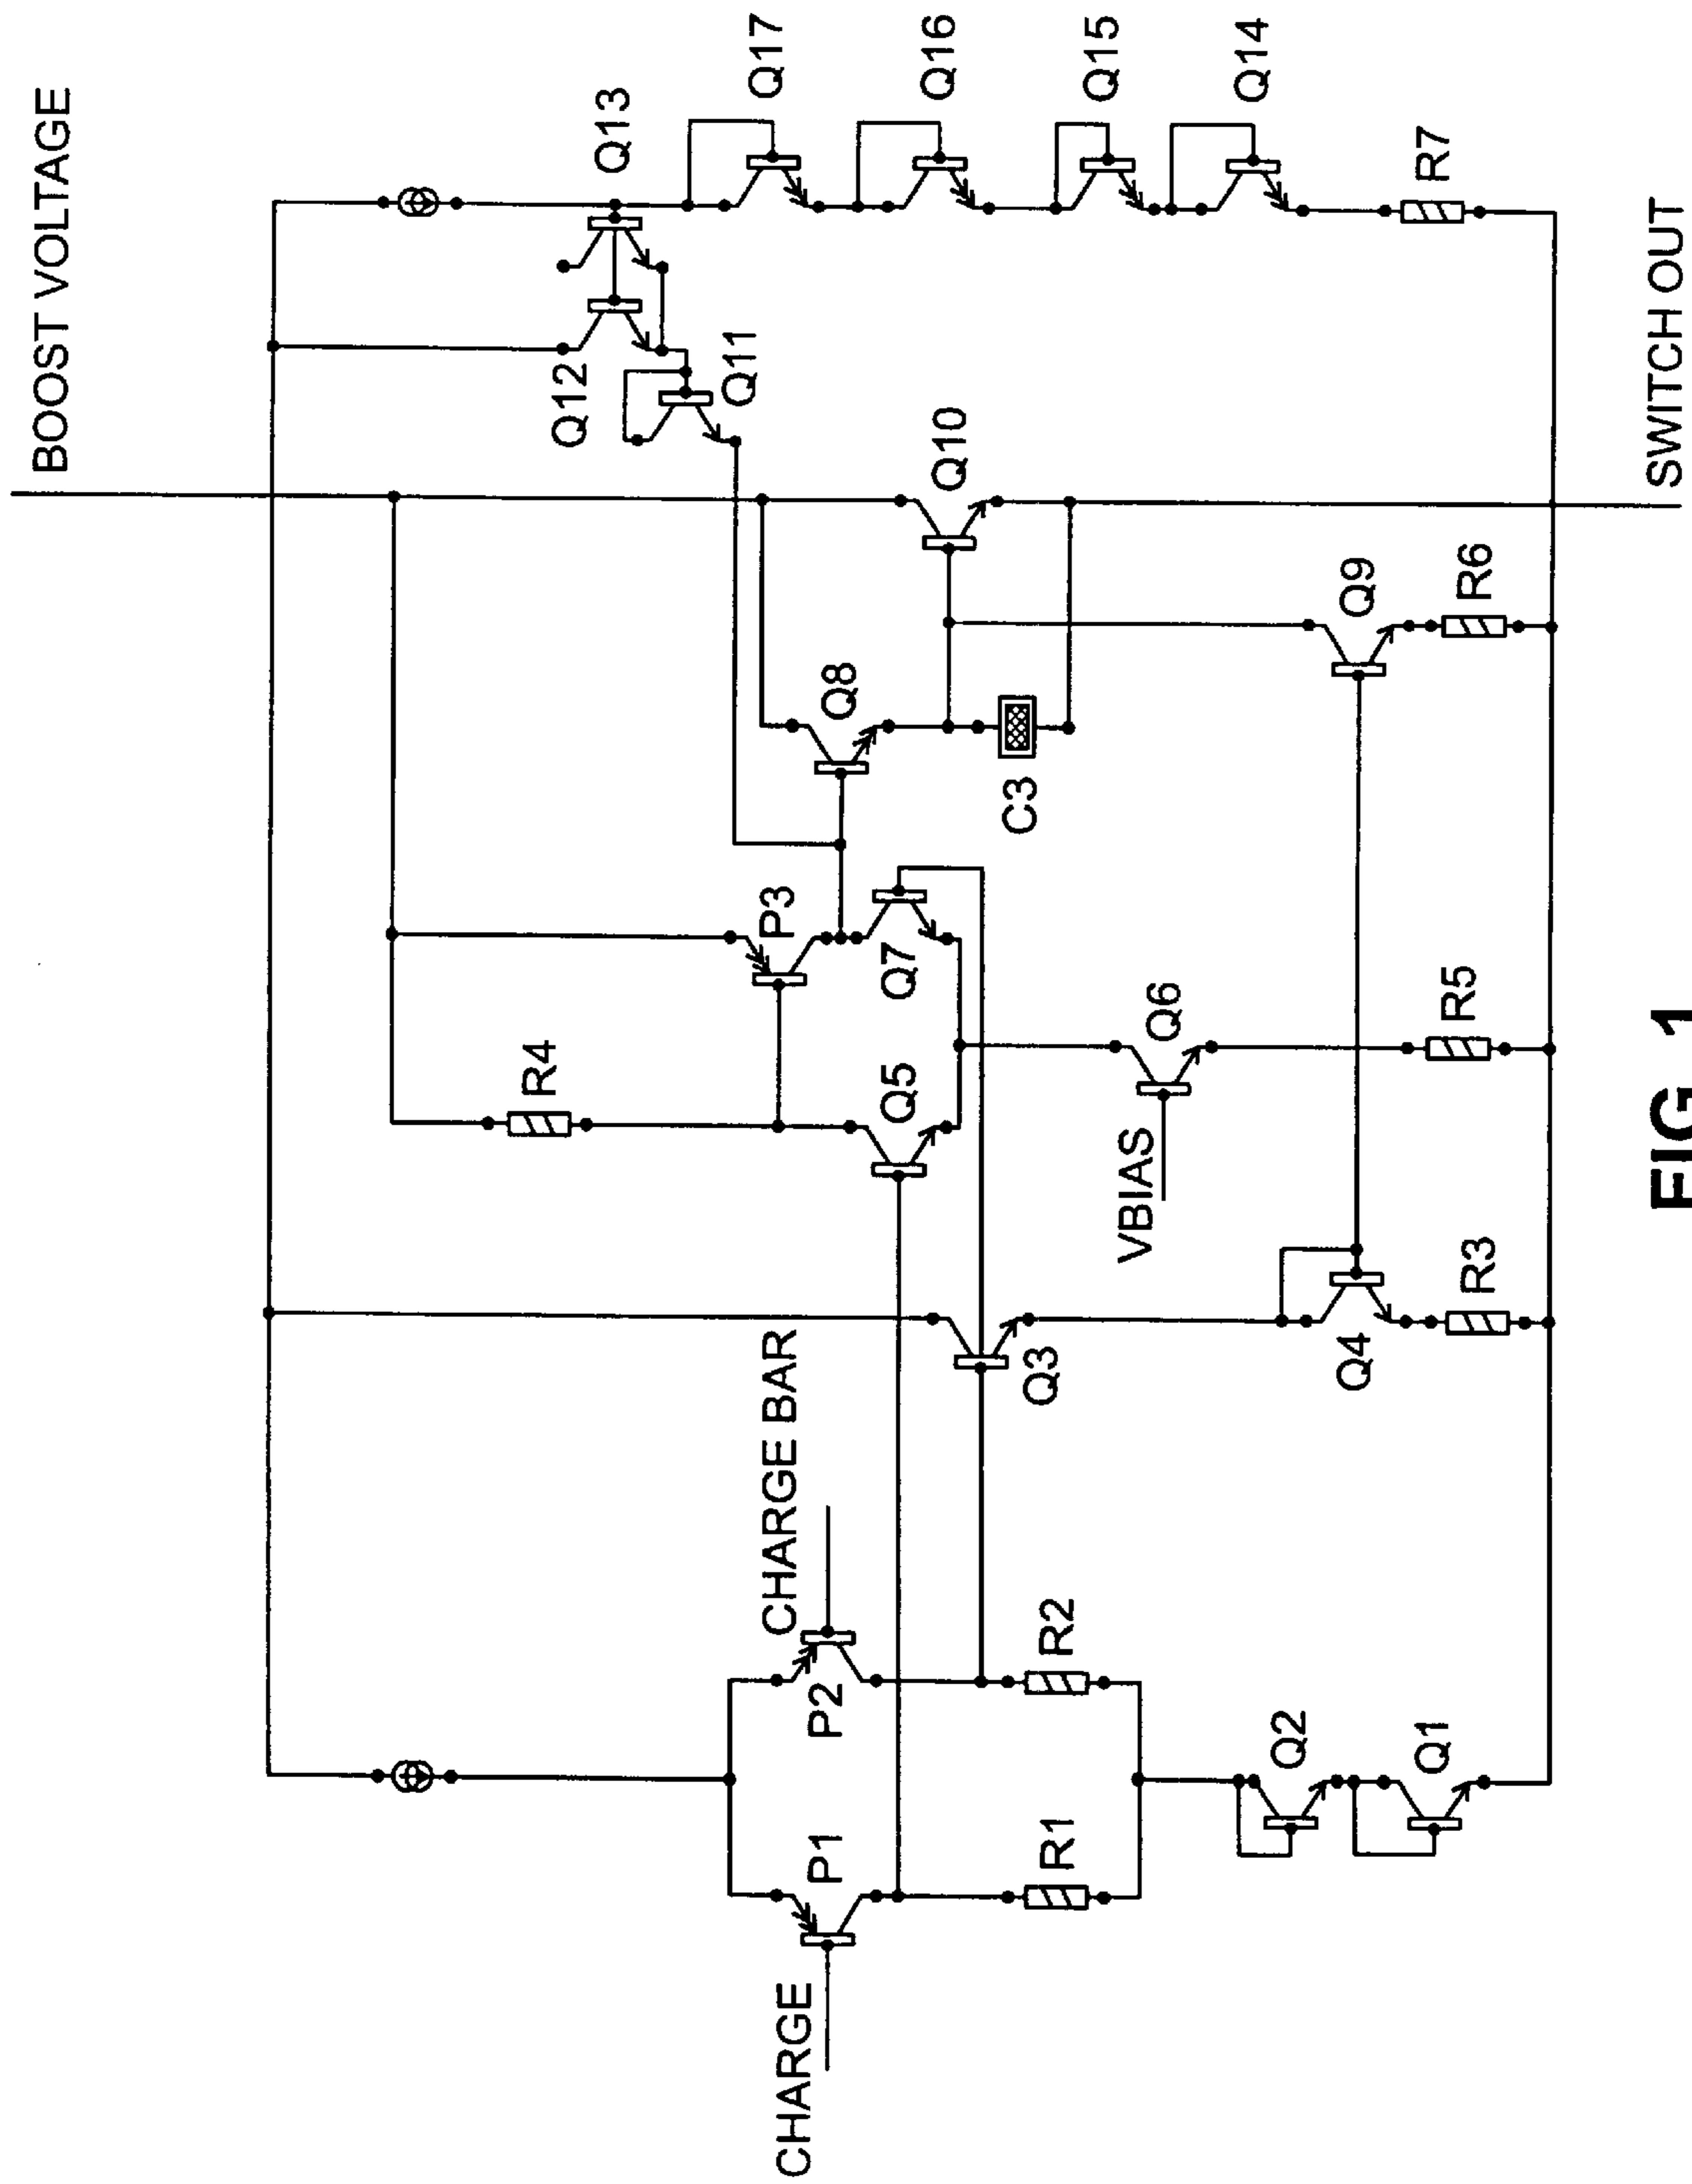 BOOST VOLTAGE
Q13
Q17
Q12
Q11
Q16
Q10
Q15
Q14
R7
Q8
C3
Q9
R6
R4
P3
Q5
Q7
VBIAS
Q6
R5
CHARGE BAR
Q3
Q4
R3
CHARGE
P1
P2
R1
R2
Q2
Q1
SWITCH OUT
FIG. 1